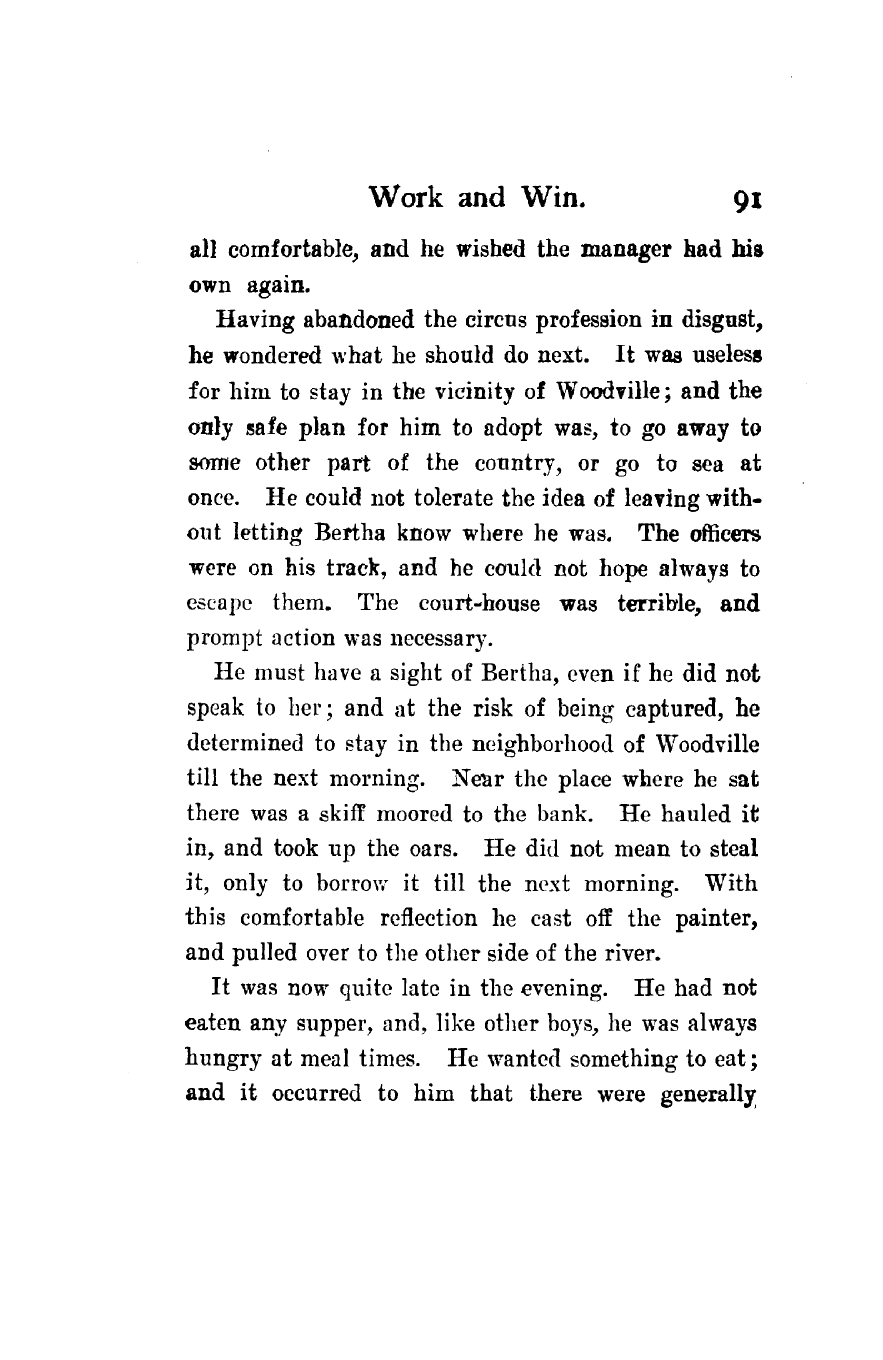 Work and Win. 91
all comfortable, and he wished the manager had his
own again.
Having abandoned the circus profession in disgust,
he wondered what he should do next. It was useless
for him to stay in the vicinity of Woodville; and the
only safe plan for him to adopt was, to go away to
some other part of the country, or go to sea at
once. He could not tolerate the idea of leaving with-
out letting Bertha know where he was. The officers
were on his track, and he could not hope always to
escape them. The court-house was terrible, and
prompt action was necessary.
He must have a sight of Bertha, even if he did not
speak to her; and at the risk of being captured, he
determined to stay in the neighborhood of Woodville
till the next morning. Near the place where he sat
there was a skiff moored to the bank. He hauled it
in, and took up the oars. He did not mean to steal
it, only to borrow it till the next morning. With
this comfortable reflection he cast off the painter,
and pulled over to the other side of the river.
It was now quite late in the evening. He had not
eaten any supper, and, like other boys, he was always
hungry at meal times. He wanted something to eat;
and it occurred to him that there were generally